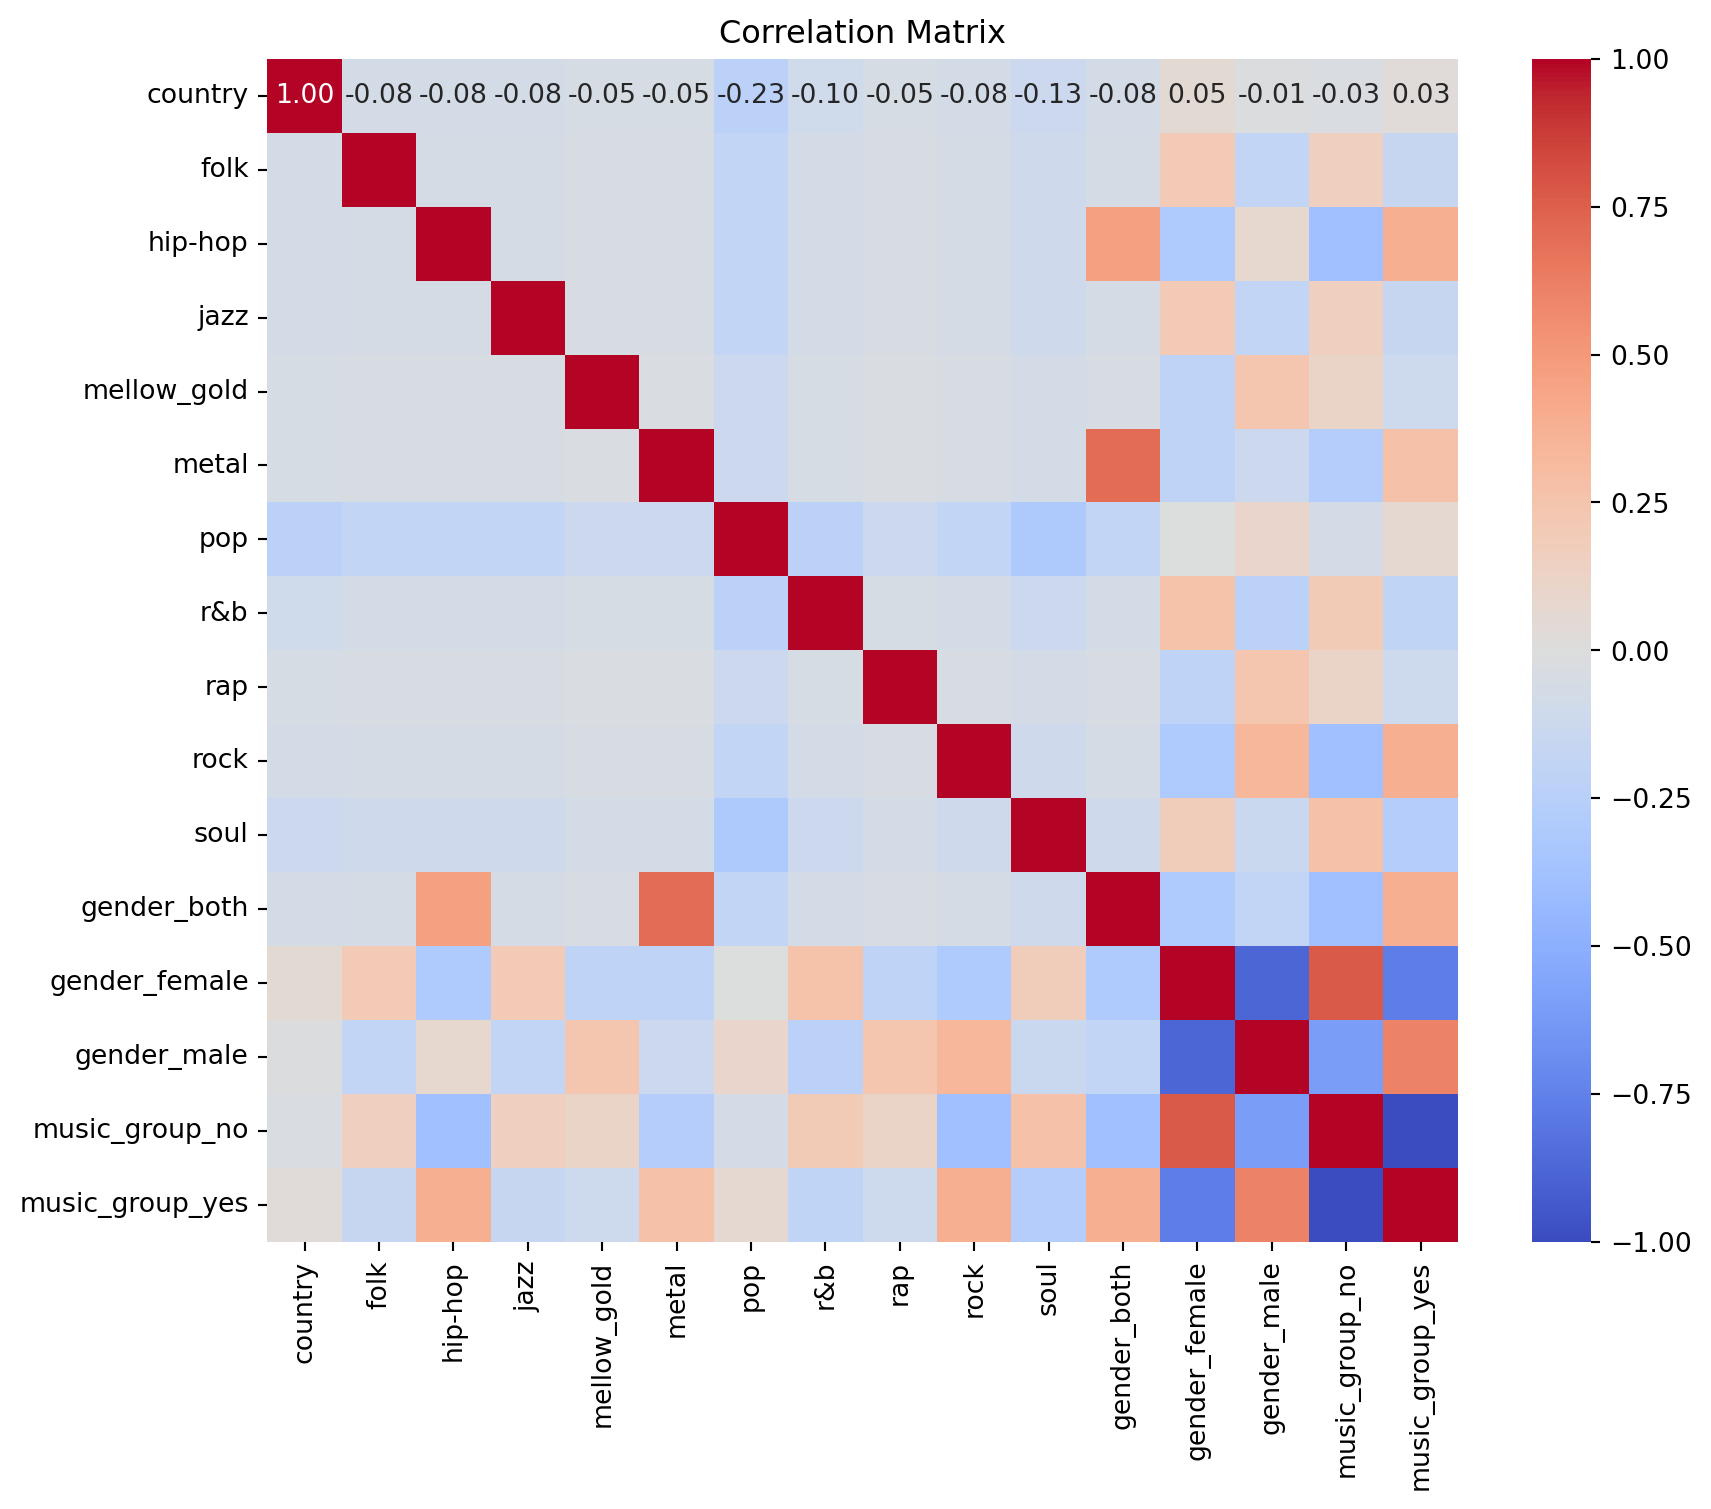 Correlation Matrix
country 1.00 -0.08 -0.08 -0.08 -0.05 -0.05 -0.23 -0.10 -0.05 -0.08 -0.13 -0.08 0.05 -0.01 -0.03 0.03
folk
hip-hop
jazz
mellow_gold
metal
pop
r&b
rap
rock
soul
gender_both
gender_female
gender_male
music_group_no
music_group_yes
country folk hip-hop jazz mellow_gold metal pop r&b rap rock soul gender_both gender_female gender_male music_group_no music_group_yes
1.00
0.75
0.50
0.25
0.00
−0.25
−0.50
−0.75
−1.00